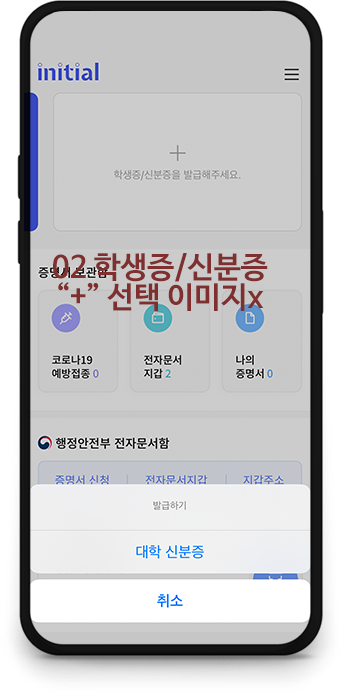 initial
학생증/신분증을 발급해주세요.
02 학생증/신분증
“+” 선택 이미지x
증명서 보관함
코로나19
예방접종 0
전자문서
지갑 2
나의
증명서 0
행정안전부 전자문서함
증명서 신청 전자문서지갑 지갑주소
발급하기
대학 신분증
취소